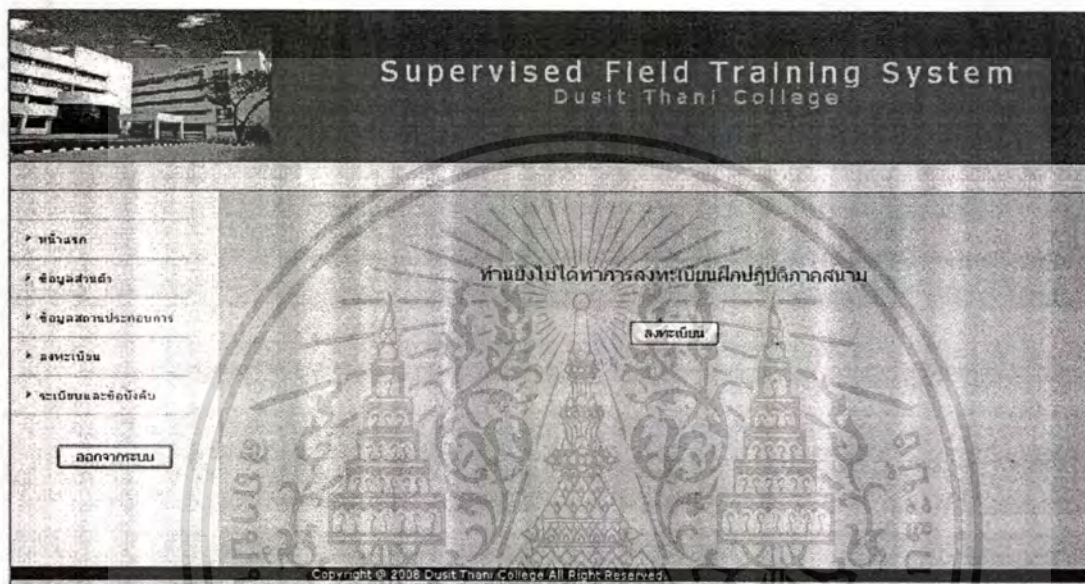 Supervised Field Training System
Dusit Thani College
หน้าแรก
ข้อมูลส่วนตัว
ข้อมูลสถานประกอบการ
ลงทะเบียน
ระเบียบและข้อบังคับ
ออกจากระบบ
ท่านยังไม่ได้ทำการลงทะเบียนฝึกปฏิบัติภาคสนาม
ลงทะเบียน
Copyright @ 2008 Dusit Thani College All Right Reserved.